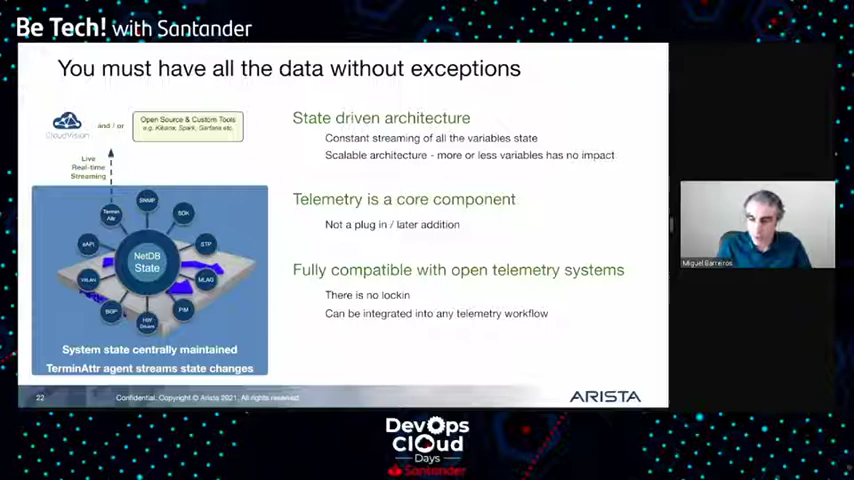 Be Tech! with Santander
You must have all the data without exceptions
CloudVision
and / or
Open Source & Custom Tools
e.g. Kibana, Spark, Grafana etc.
Live
Real-time
Streaming
SNMP
Termin
Attr
SDK
eAPI
STP
NetDB
State
VXLAN
MLAG
BGP
HW
Drivers
PIM
System state centrally maintained
TerminAttr agent streams state changes
State driven architecture
Constant streaming of all the variables state
Scalable architecture - more or less variables has no impact
Telemetry is a core component
Not a plug in / later addition
Fully compatible with open telemetry systems
There is no lockin
Can be integrated into any telemetry workflow
22
Confidential. Copyright © Arista 2021. All rights reserved.
ARISTA
Miguel Barreiros
DevOps
Cloud
Days
Santander